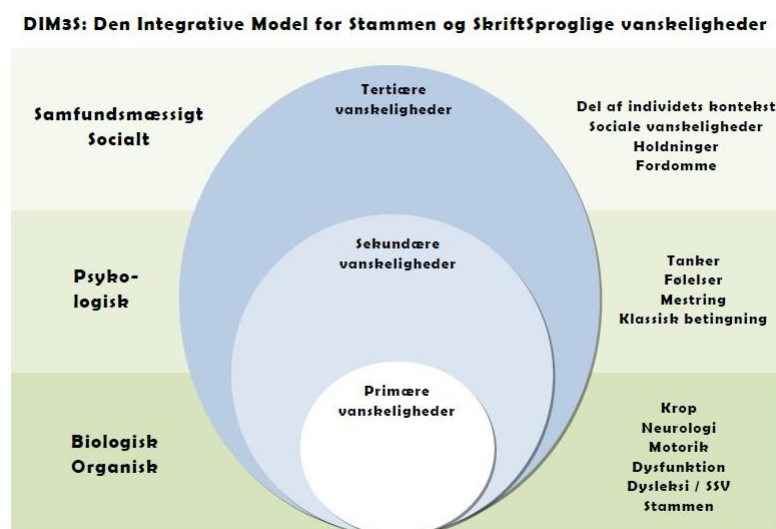 DIM3S: Den Integrative Model for Stammen og SkriftSproglige vanskeligheder
Samfundsmæssigt
Socialt
Tertiære
vanskeligheder
Del af individets kontekst
Sociale vanskeligheder
Holdninger
Fordomme
Psyko-
logisk
Sekundære
vanskeligheder
Tanker
Følelser
Mestring
Klassisk betingning
Biologisk
Organisk
Primære
vanskeligheder
Krop
Neurologi
Motorik
Dysfunktion
Dysleksi / SSV
Stammen